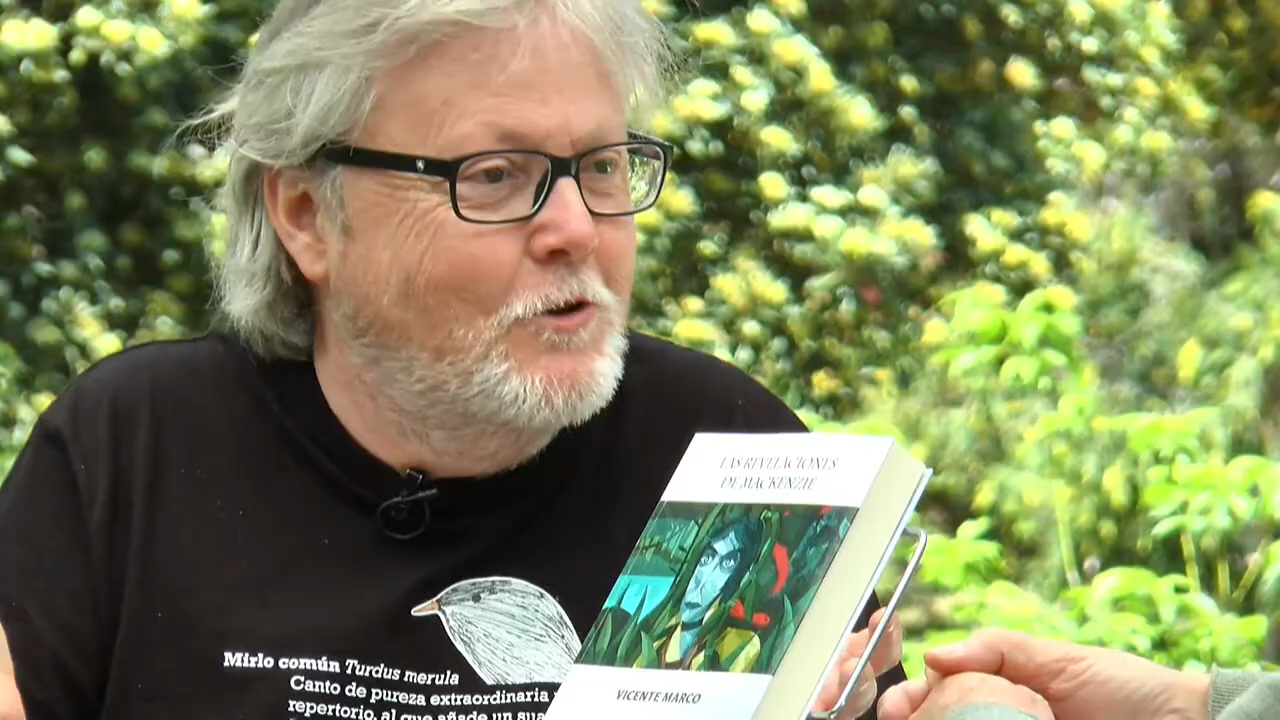 LAS REVELACIONES
DE MACKENZIE
VICENTE MARCO
Mirlo común Turdus merula
Canto de pureza extraordinaria
repertorio, al que añade un sua